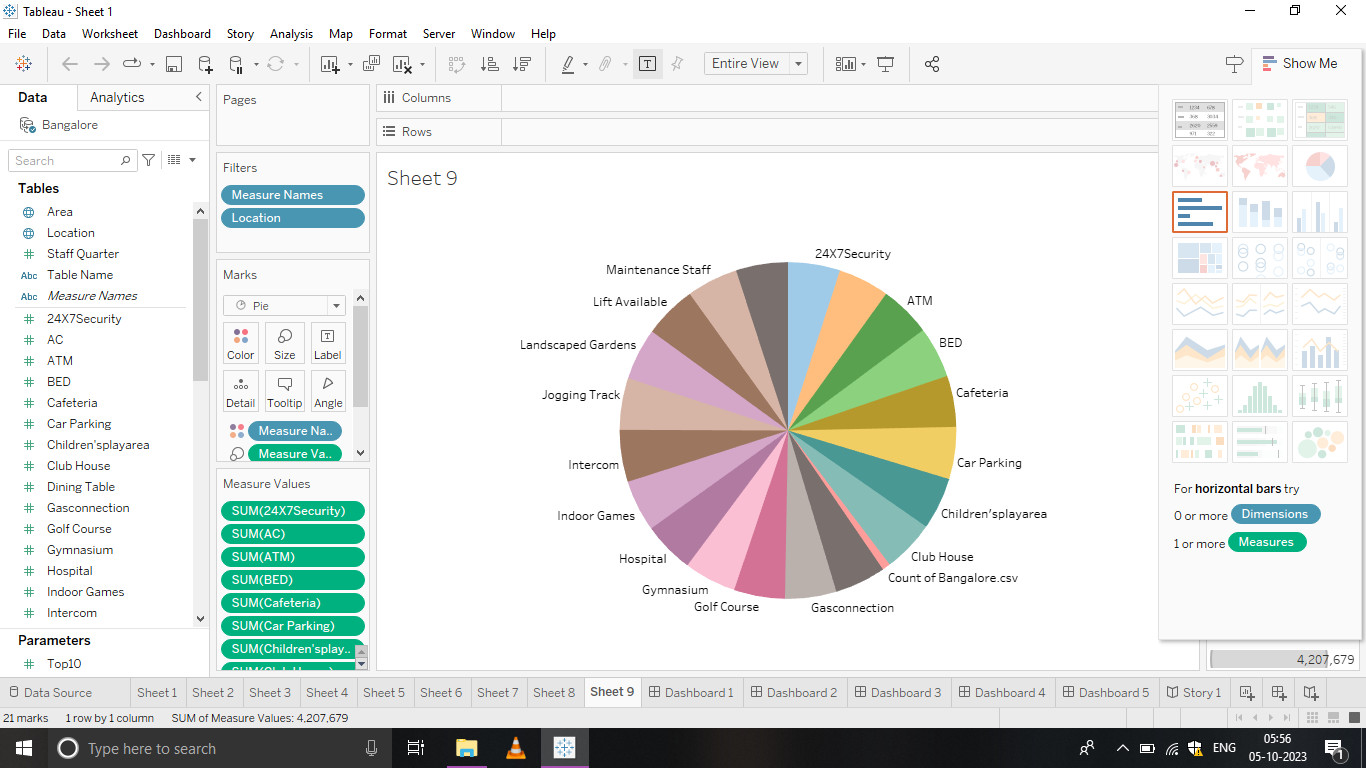 Tableau - Sheet 1
File Data Worksheet Dashboard Story Analysis Map Format Server Window Help
Entire View
Show Me
Data Analytics
Bangalore
Search
Tables
Area
Location
Staff Quarter
Abc Table Name
Abc Measure Names
24X7Security
AC
ATM
BED
Cafeteria
Car Parking
Children'splayarea
Club House
Dining Table
Gasconnection
Golf Course
Gymnasium
Hospital
Indoor Games
Intercom
Parameters
Top10
Pages
Filters
Measure Names
Location
Marks
Pie
Color Size Label
Detail Tooltip Angle
Measure Na..
Measure Va..
Measure Values
SUM(24X7Security)
SUM(AC)
SUM(ATM)
SUM(BED)
SUM(Cafeteria)
SUM(Car Parking)
SUM(Children'splay..
Columns
Rows
Sheet 9
24X7Security
ATM
BED
Cafeteria
Car Parking
Children'splayarea
Club House
Count of Bangalore.csv
Gasconnection
Golf Course
Gymnasium
Hospital
Indoor Games
Intercom
Jogging Track
Landscaped Gardens
Lift Available
Maintenance Staff
For horizontal bars try
0 or more Dimensions
1 or more Measures
4,207,679
Data Source Sheet 1 Sheet 2 Sheet 3 Sheet 4 Sheet 5 Sheet 6 Sheet 7 Sheet 8 Sheet 9 Dashboard 1 Dashboard 2 Dashboard 3 Dashboard 4 Dashboard 5 Story 1
21 marks 1 row by 1 column SUM of Measure Values: 4,207,679
Type here to search
ENG
05:56
05-10-2023
1